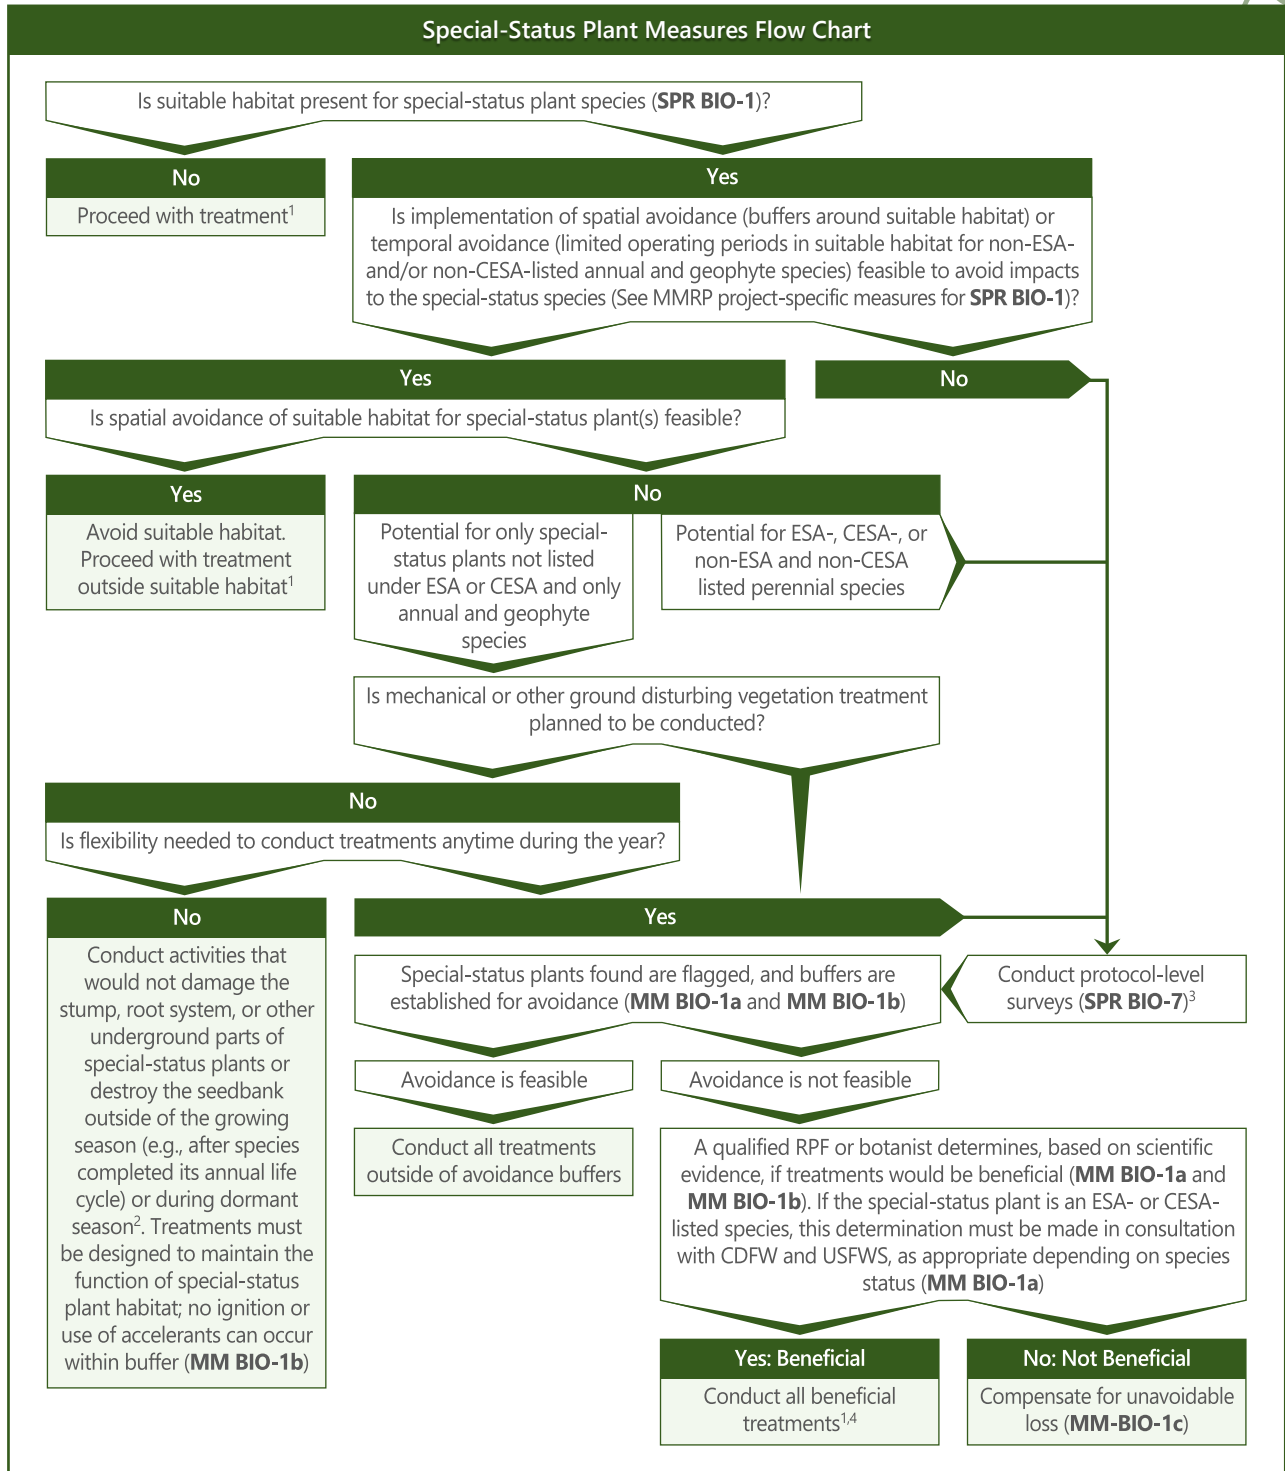 Special-Status Plant Measures Flow Chart
Is suitable habitat present for special-status plant species (SPR BIO-1)?
No
Proceed with treatment1
Yes
Is implementation of spatial avoidance (buffers around suitable habitat) or
temporal avoidance (limited operating periods in suitable habitat for non-ESA-
and/or non-CESA-listed annual and geophyte species) feasible to avoid impacts
to the special-status species (See MMRP project-specific measures for SPR BIO-1)?
Yes
Is spatial avoidance of suitable habitat for special-status plant(s) feasible?
No
Yes
Avoid suitable habitat.
Proceed with treatment
outside suitable habitat1
No
Potential for only special-
status plants not listed
under ESA or CESA and only
annual and geophyte
species
Potential for ESA-, CESA-, or
non-ESA and non-CESA
listed perennial species
Is mechanical or other ground disturbing vegetation treatment
planned to be conducted?
No
Is flexibility needed to conduct treatments anytime during the year?
No
Conduct activities that
would not damage the
stump, root system, or other
underground parts of
special-status plants or
destroy the seedbank
outside of the growing
season (e.g., after species
completed its annual life
cycle) or during dormant
season2. Treatments must
be designed to maintain the
function of special-status
plant habitat; no ignition or
use of accelerants can occur
within buffer (MM BIO-1b)
Yes
Special-status plants found are flagged, and buffers are
established for avoidance (MM BIO-1a and MM BIO-1b)
Conduct protocol-level
surveys (SPR BIO-7)3
Avoidance is feasible
Avoidance is not feasible
Conduct all treatments
outside of avoidance buffers
A qualified RPF or botanist determines, based on scientific
evidence, if treatments would be beneficial (MM BIO-1a and
MM BIO-1b). If the special-status plant is an ESA- or CESA-
listed species, this determination must be made in consultation
with CDFW and USFWS, as appropriate depending on species
status (MM BIO-1a)
Yes: Beneficial
Conduct all beneficial
treatments1,4
No: Not Beneficial
Compensate for unavoidable
loss (MM-BIO-1c)